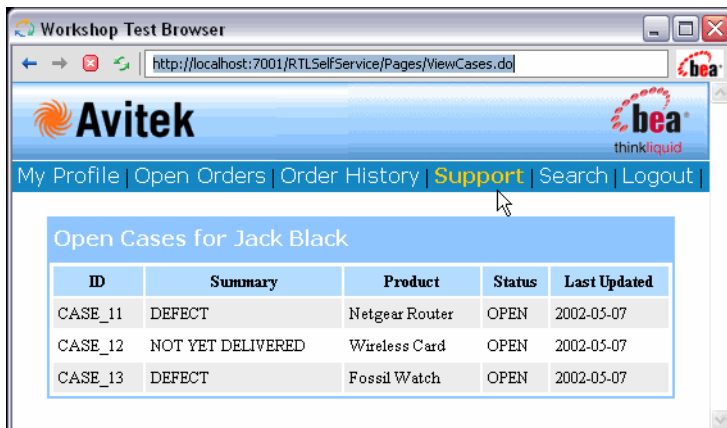 Workshop Test Browser
http://localhost:7001/RTLSelfService/Pages/ViewCases.do
bea
Avitek
bea
thinkliquid
My Profile | Open Orders | Order History | Support | Search | Logout |
Open Cases for Jack Black
ID Summary Product Status Last Updated
CASE_11 DEFECT Netgear Router OPEN 2002-05-07
CASE_12 NOT YET DELIVERED Wireless Card OPEN 2002-05-07
CASE_13 DEFECT Fossil Watch OPEN 2002-05-07